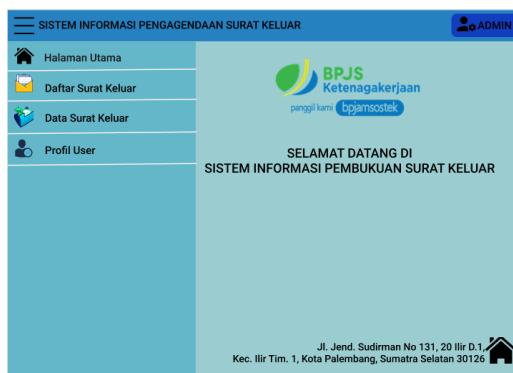 SISTEM INFORMASI PENGAGENDAAN SURAT KELUAR
ADMIN
Halaman Utama
Daftar Surat Keluar
Data Surat Keluar
Profil User
BPJS
Ketenagakerjaan
panggil kami bpjamsostek
SELAMAT DATANG DI
SISTEM INFORMASI PEMBUKUAN SURAT KELUAR
Jl. Jend. Sudirman No 131, 20 Ilir D.1,
Kec. Ilir Tim. 1, Kota Palembang, Sumatra Selatan 30126